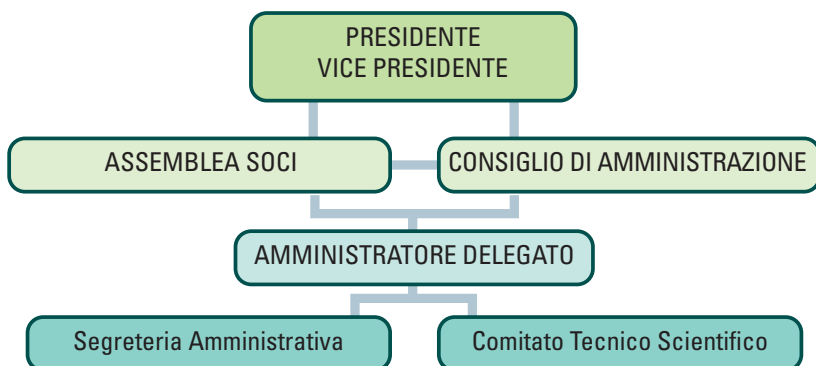 PRESIDENTE
VICE PRESIDENTE
ASSEMBLEA SOCI
CONSIGLIO DI AMMINISTRAZIONE
AMMINISTRATORE DELEGATO
Segreteria Amministrativa
Comitato Tecnico Scientifico